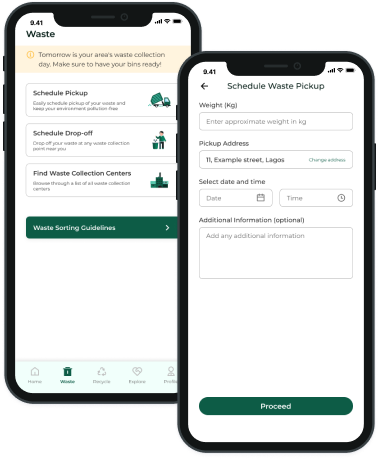 9.41
Waste
Tomorrow is your area's waste collection
day. Make sure to have your bins ready!
Schedule Pickup
Easily schedule pickup of your waste and
keep your environment pollution-free
Schedule Drop-off
Drop off your waste at any waste collection
point near you
Find Waste Collection Centers
Browse through a list of all waste collection
centers
Waste Sorting Guidelines
Home
Waste
Recycle
Explore
Profile
9.41
Schedule Waste Pickup
Weight (Kg)
Enter approximate weight in kg
Pickup Address
11, Example street, Lagos
Change address
Select date and time
Date
Time
Additional Information (optional)
Add any additional information
Proceed